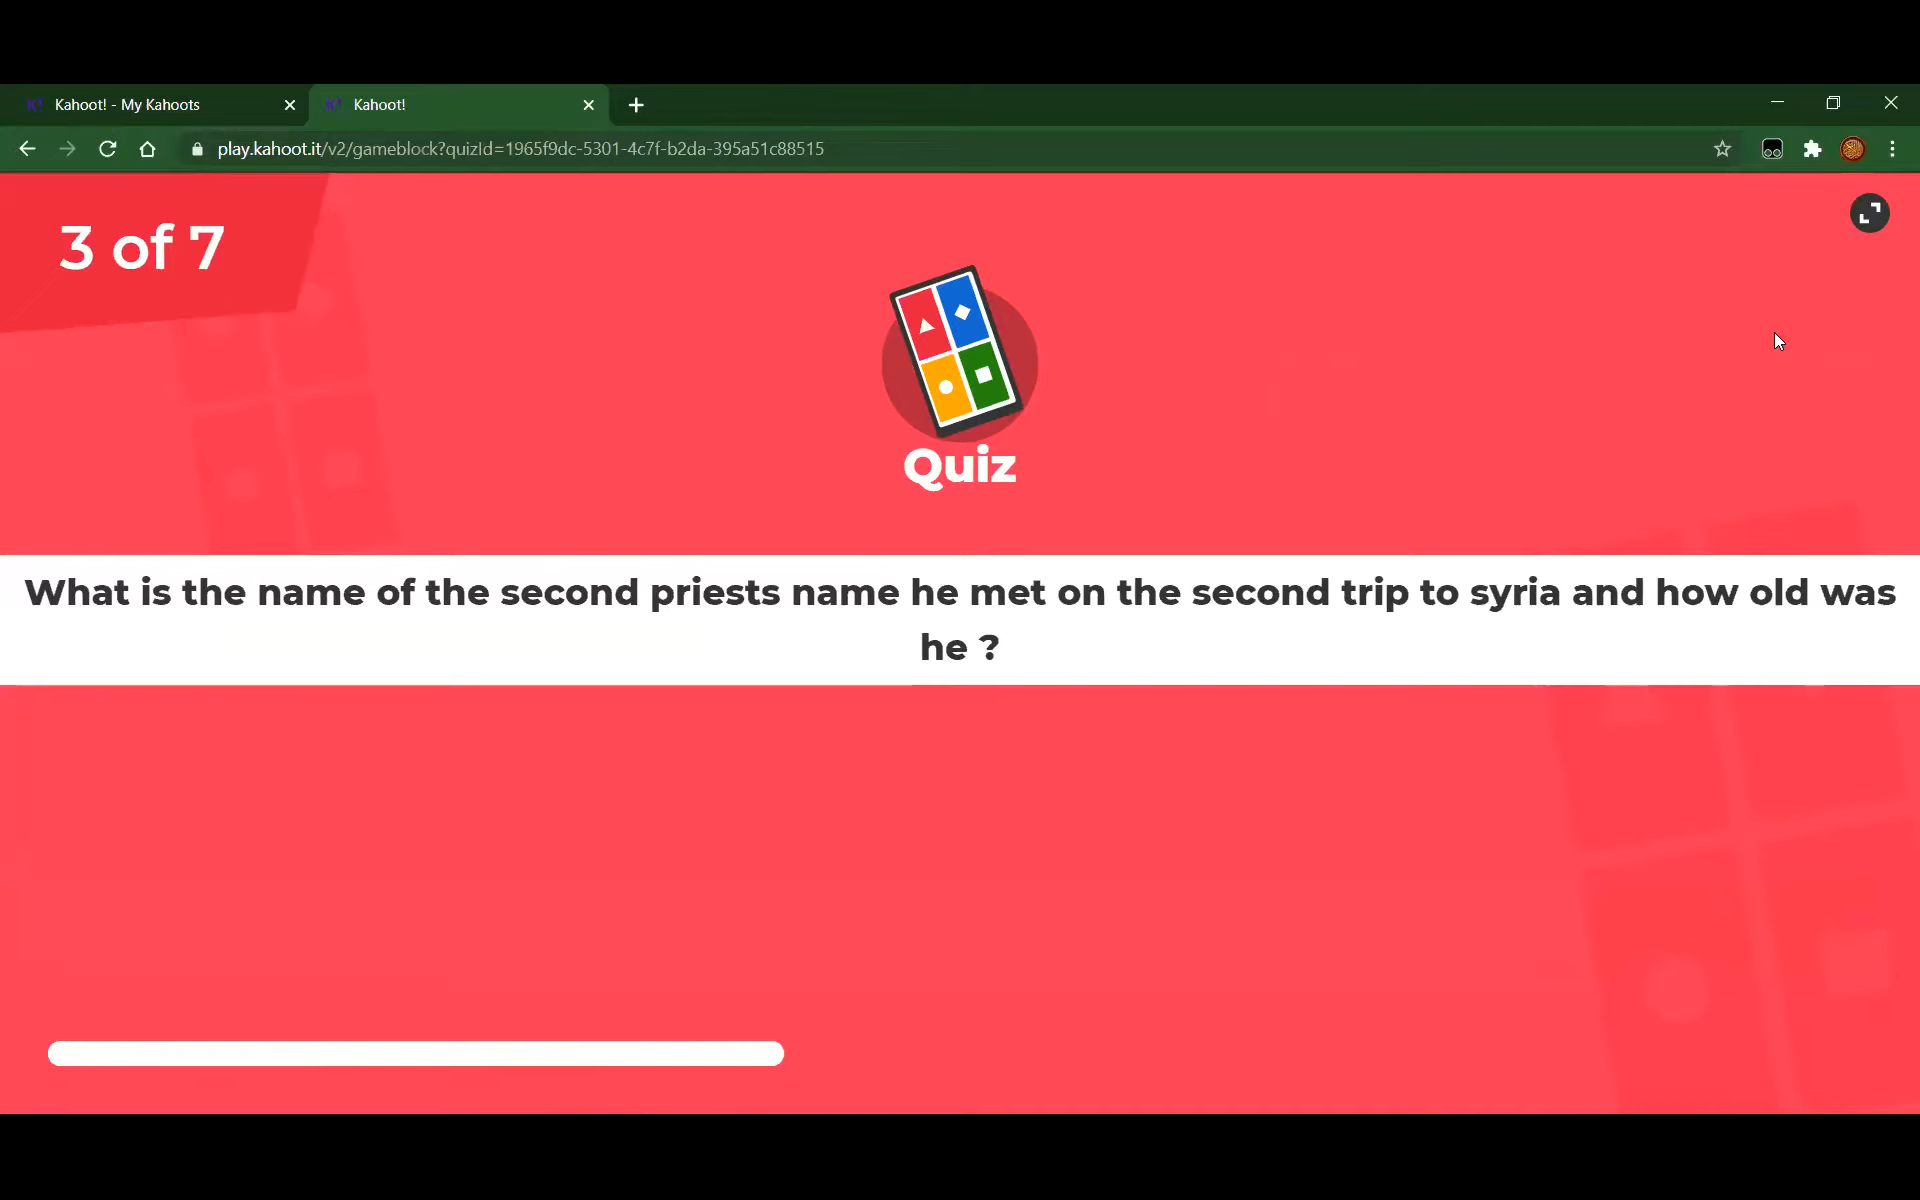 Kahoot! - My Kahoots
Kahoot!
play.kahoot.it/v2/gameblock?quizId=1965f9dc-5301-4c7f-b2da-395a51c88515
3 of 7
Quiz
What is the name of the second priests name he met on the second trip to syria and how old was
he ?